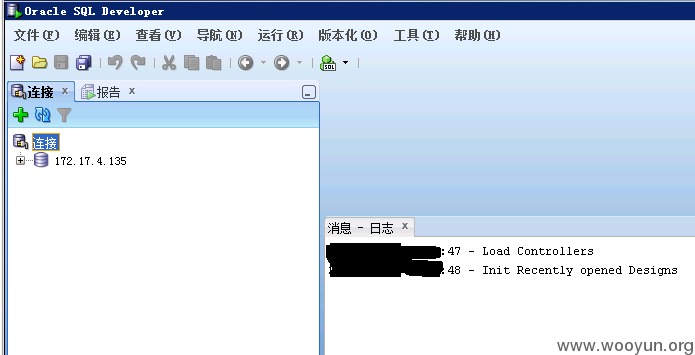 Oracle SQL Developer
文件(F) 编辑(E) 查看(V) 导航(N) 运行(R) 版本化(O) 工具(T) 帮助(H)
SQL
连接 x 报告 x
连接
172.17.4.135
消息 - 日志 x
:47 - Load Controllers
:48 - Init Recently opened Designs
www.wooyun.org